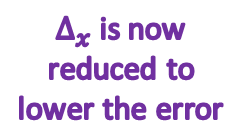 Δₓ is now
reduced to
lower the error